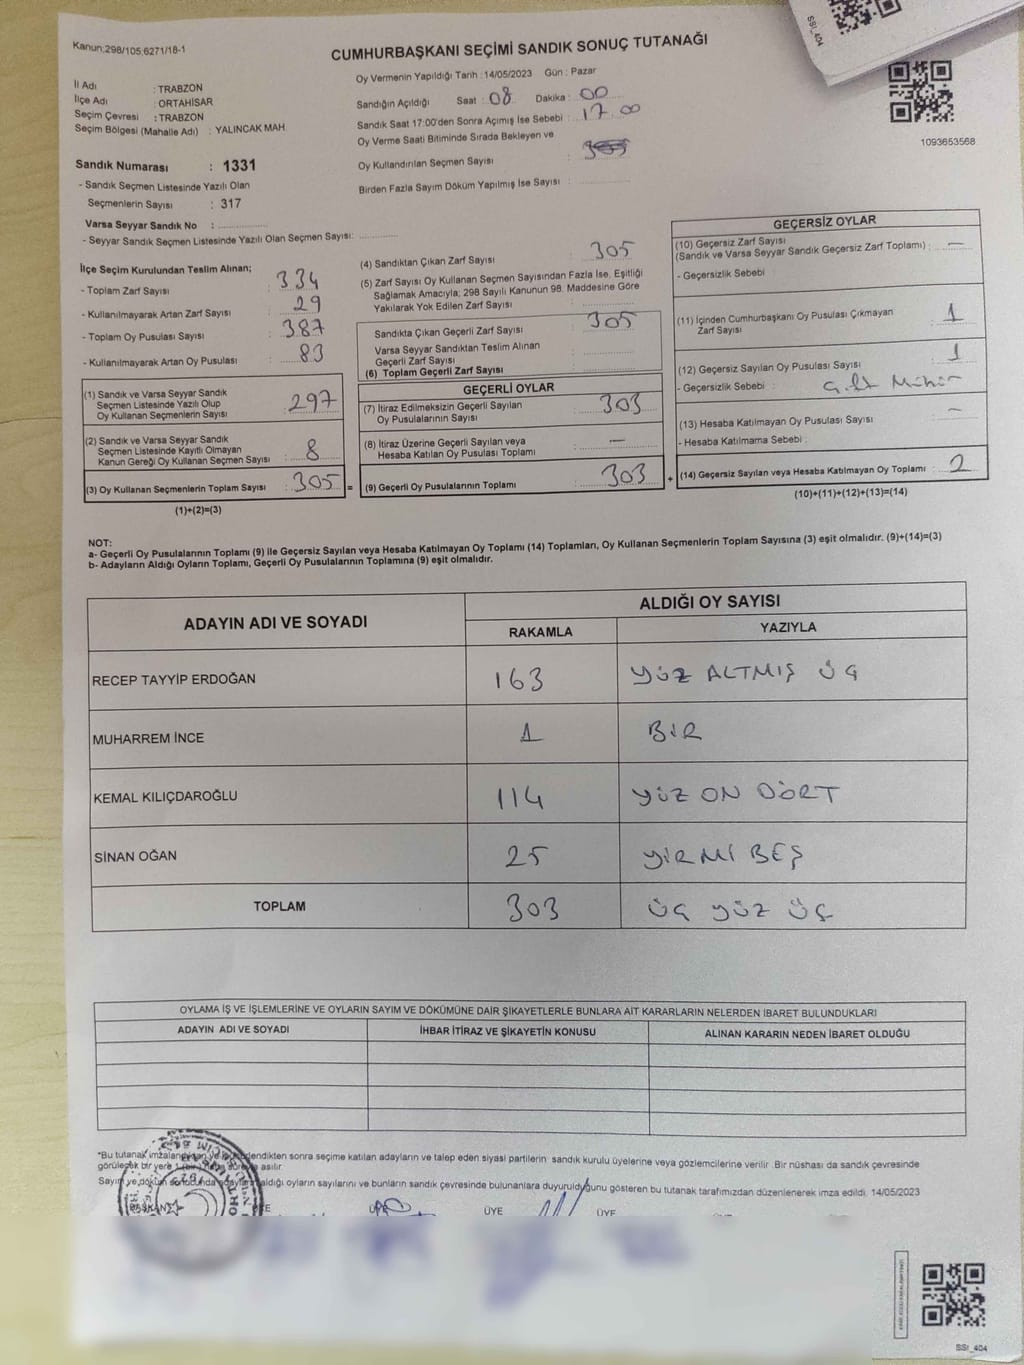 Kanun:298/105;6271/18-1
CUMHURBAŞKANI SEÇİMİ SANDIK SONUÇ TUTANAĞI
SSI_404
1093653568
İl Adı : TRABZON
İlçe Adı : ORTAHİSAR
Seçim Çevresi : TRABZON
Seçim Bölgesi (Mahalle Adı) : YALINCAK MAH.
Sandık Numarası : 1331
- Sandık Seçmen Listesinde Yazılı Olan
Seçmenlerin Sayısı : 317
Varsa Seyyar Sandık No :
- Seyyar Sandık Seçmen Listesinde Yazılı Olan Seçmen Sayısı:
Oy Vermenin Yapıldığı Tarih :14/05/2023 Gün : Pazar
Sandığın Açıldığı Saat : 08 Dakika : 00
Sandık Saat 17:00'den Sonra Açımış İse Sebebi : 17 00
Oy Verme Saati Bitiminde Sırada Bekleyen ve
Oy Kullandırılan Seçmen Sayısı :
Birden Fazla Sayım Döküm Yapılmış İse Sayısı :
İlçe Seçim Kurulundan Teslim Alınan;
- Toplam Zarf Sayısı : 334
- Kullanılmayarak Artan Zarf Sayısı : 29
- Toplam Oy Pusulası Sayısı : 387
- Kullanılmayarak Artan Oy Pusulası : 83
(1) Sandık ve Varsa Seyyar Sandık
Seçmen Listesinde Yazılı Olup
Oy Kullanan Seçmenlerin Sayısı : 297
(2) Sandık ve Varsa Seyyar Sandık
Seçmen Listesinde Kayıtlı Olmayan
Kanun Gereği Oy Kullanan Seçmen Sayısı : 8
(3) Oy Kullanan Seçmenlerin Toplam Sayısı : 305 =
(1)+(2)=(3)
(4) Sandıktan Çıkan Zarf Sayısı : 305
(5) Zarf Sayısı Oy Kullanan Seçmen Sayısından Fazla İse, Eşitliği
Sağlamak Amacıyla; 298 Sayılı Kanunun 98. Maddesine Göre
Yakılarak Yok Edilen Zarf Sayısı :
Sandıkta Çıkan Geçerli Zarf Sayısı : 305
Varsa Seyyar Sandıktan Teslim Alınan
Geçerli Zarf Sayısı :
(6) Toplam Geçerli Zarf Sayısı :
GEÇERLİ OYLAR
(7) İtiraz Edilmeksizin Geçerli Sayılan
Oy Pusulalarının Sayısı : 303
(8) İtiraz Üzerine Geçerli Sayılan veya
Hesaba Katılan Oy Pusulası Toplamı : —
(9) Geçerli Oy Pusulalarının Toplamı : 303 +
GEÇERSİZ OYLAR
(10) Geçersiz Zarf Sayısı
(Sandık ve Varsa Seyyar Sandık Geçersiz Zarf Toplamı) : —
- Geçersizlik Sebebi :
(11) İçinden Cumhurbaşkanı Oy Pusulası Çıkmayan
Zarf Sayısı : 1
(12) Geçersiz Sayılan Oy Pusulası Sayısı : 1
- Geçersizlik Sebebi : Çift Mühür
(13) Hesaba Katılmayan Oy Pusulası Sayısı : —
- Hesaba Katılmama Sebebi :
(14) Geçersiz Sayılan veya Hesaba Katılmayan Oy Toplamı : 2
(10)+(11)+(12)+(13)=(14)
NOT:
a- Geçerli Oy Pusulalarının Toplamı (9) ile Geçersiz Sayılan veya Hesaba Katılmayan Oy Toplamı (14) Toplamları, Oy Kullanan Seçmenlerin Toplam Sayısına (3) eşit olmalıdır. (9)+(14)=(3)
b- Adayların Aldığı Oyların Toplamı, Geçerli Oy Pusulalarının Toplamına (9) eşit olmalıdır.
ADAYIN ADI VE SOYADI ALDIĞI OY SAYISI
RAKAMLA YAZIYLA
RECEP TAYYİP ERDOĞAN 163 YÜZ ALTMIŞ ÜÇ
MUHARREM İNCE 1 BİR
KEMAL KILIÇDAROĞLU 114 YÜZ ON DÖRT
SİNAN OĞAN 25 YİRMİ BEŞ
TOPLAM 303 ÜÇ YÜZ ÜÇ
OYLAMA İŞ VE İŞLEMLERİNE VE OYLARIN SAYIM VE DÖKÜMÜNE DAİR ŞİKAYETLERLE BUNLARA AİT KARARLARIN NELERDEN İBARET BULUNDUKLARI
ADAYIN ADI VE SOYADI İHBAR İTİRAZ VE ŞİKAYETİN KONUSU ALINAN KARARIN NEDEN İBARET OLDUĞU
*Bu tutanak imzalandıktan ve mühürlendikten sonra seçime katılan adayların ve talep eden siyasi partilerin sandık kurulu üyelerine veya gözlemcilerine verilir. Bir nüshası da sandık çevresinde
görülecek bir yere 1 (bir) hafta süreyle asılır.
Sayım ve döküm sonunda adayların aldığı oyların sayılarını ve bunların sandık çevresinde bulunanlara duyurulduğunu gösteren bu tutanak tarafımızdan düzenlenerek imza edildi. 14/05/2023
BAŞKAN ÜYE ÜYE ÜYE
SSI_404